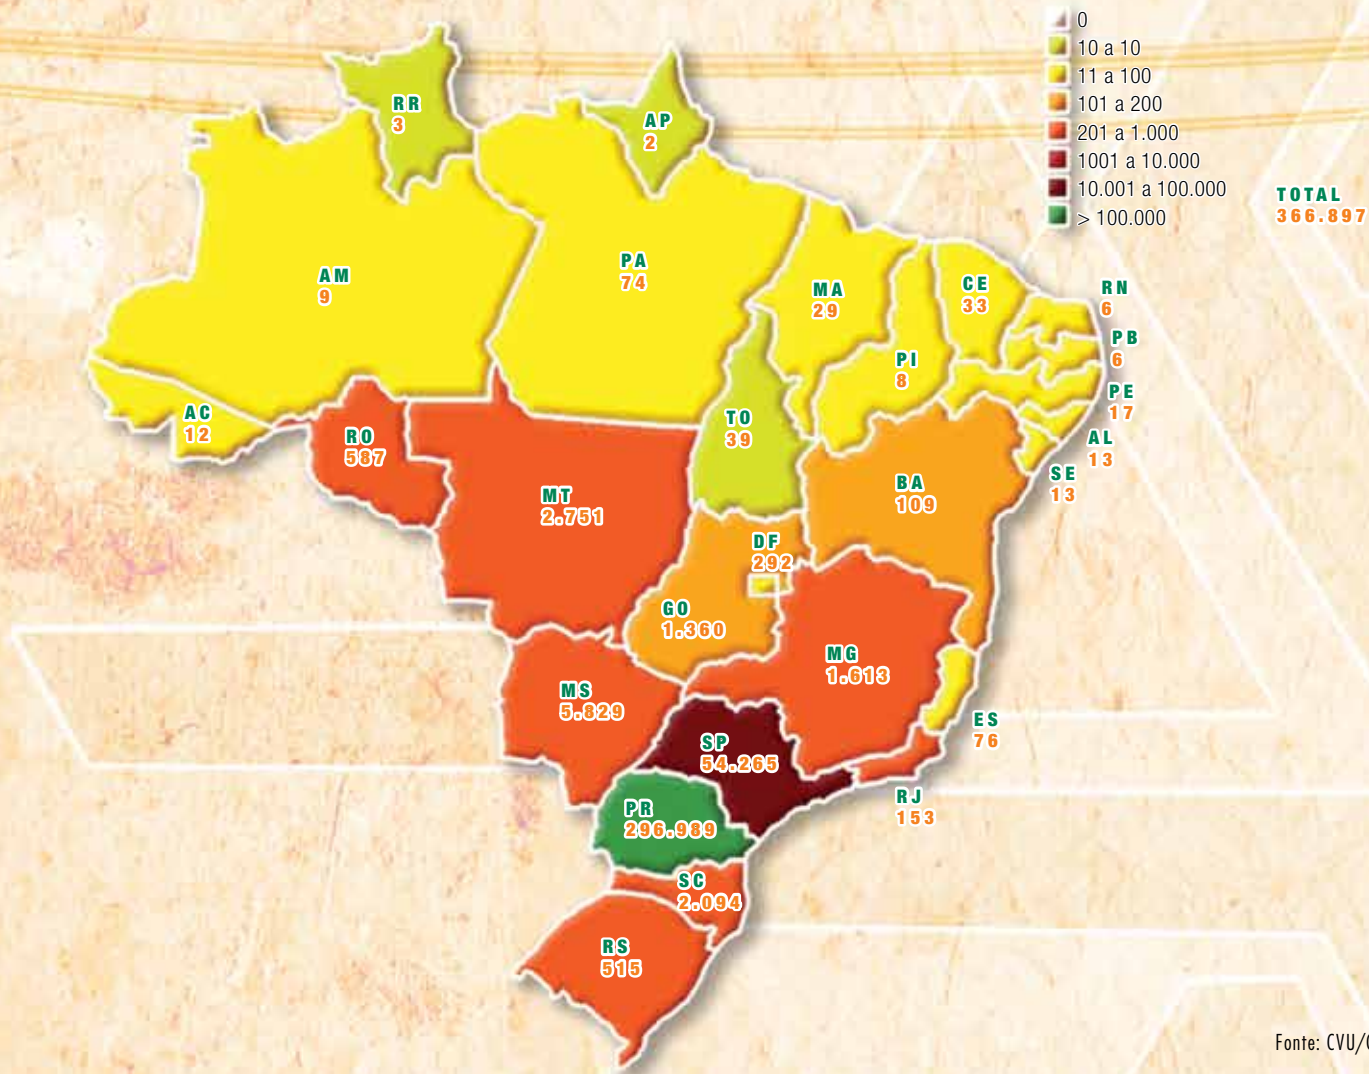 0
10 a 10
11 a 100
101 a 200
201 a 1.000
1001 a 10.000
10.001 a 100.000
> 100.000
TOTAL
366.897
RR
3
AP
2
AM
9
PA
74
MA
29
CE
33
RN
6
PB
6
PI
8
PE
17
AL
13
SE
13
AC
12
RO
587
TO
39
BA
109
MT
2.751
DF
292
GO
1.360
MG
1.613
MS
5.829
ES
76
SP
54.265
RJ
153
PR
296.989
SC
2.094
RS
515
Fonte: CVU/